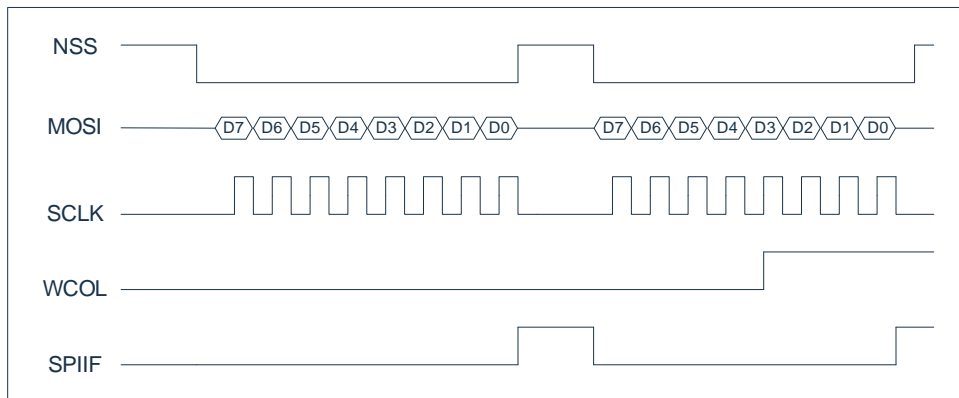 NSS
MOSI D7 D6 D5 D4 D3 D2 D1 D0 D7 D6 D5 D4 D3 D2 D1 D0
SCLK
WCOL
SPIIF